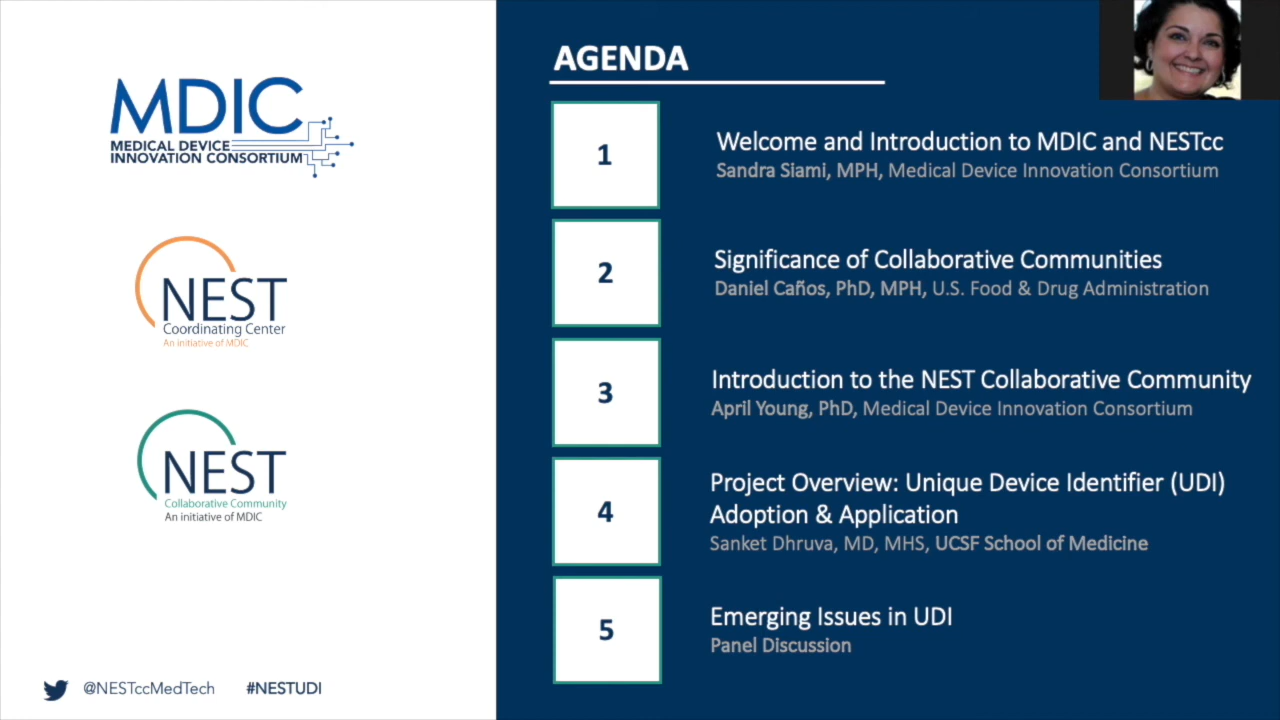 MDIC
MEDICAL DEVICE
INNOVATION CONSORTIUM
NEST
Coordinating Center
An initiative of MDIC
NEST
Collaborative Community
An initiative of MDIC
@NESTccMedTech #NESTUDI
AGENDA
1
Welcome and Introduction to MDIC and NESTcc
Sandra Siami, MPH, Medical Device Innovation Consortium
2
Significance of Collaborative Communities
Daniel Caños, PhD, MPH, U.S. Food & Drug Administration
3
Introduction to the NEST Collaborative Community
April Young, PhD, Medical Device Innovation Consortium
4
Project Overview: Unique Device Identifier (UDI)
Adoption & Application
Sanket Dhruva, MD, MHS, UCSF School of Medicine
5
Emerging Issues in UDI
Panel Discussion